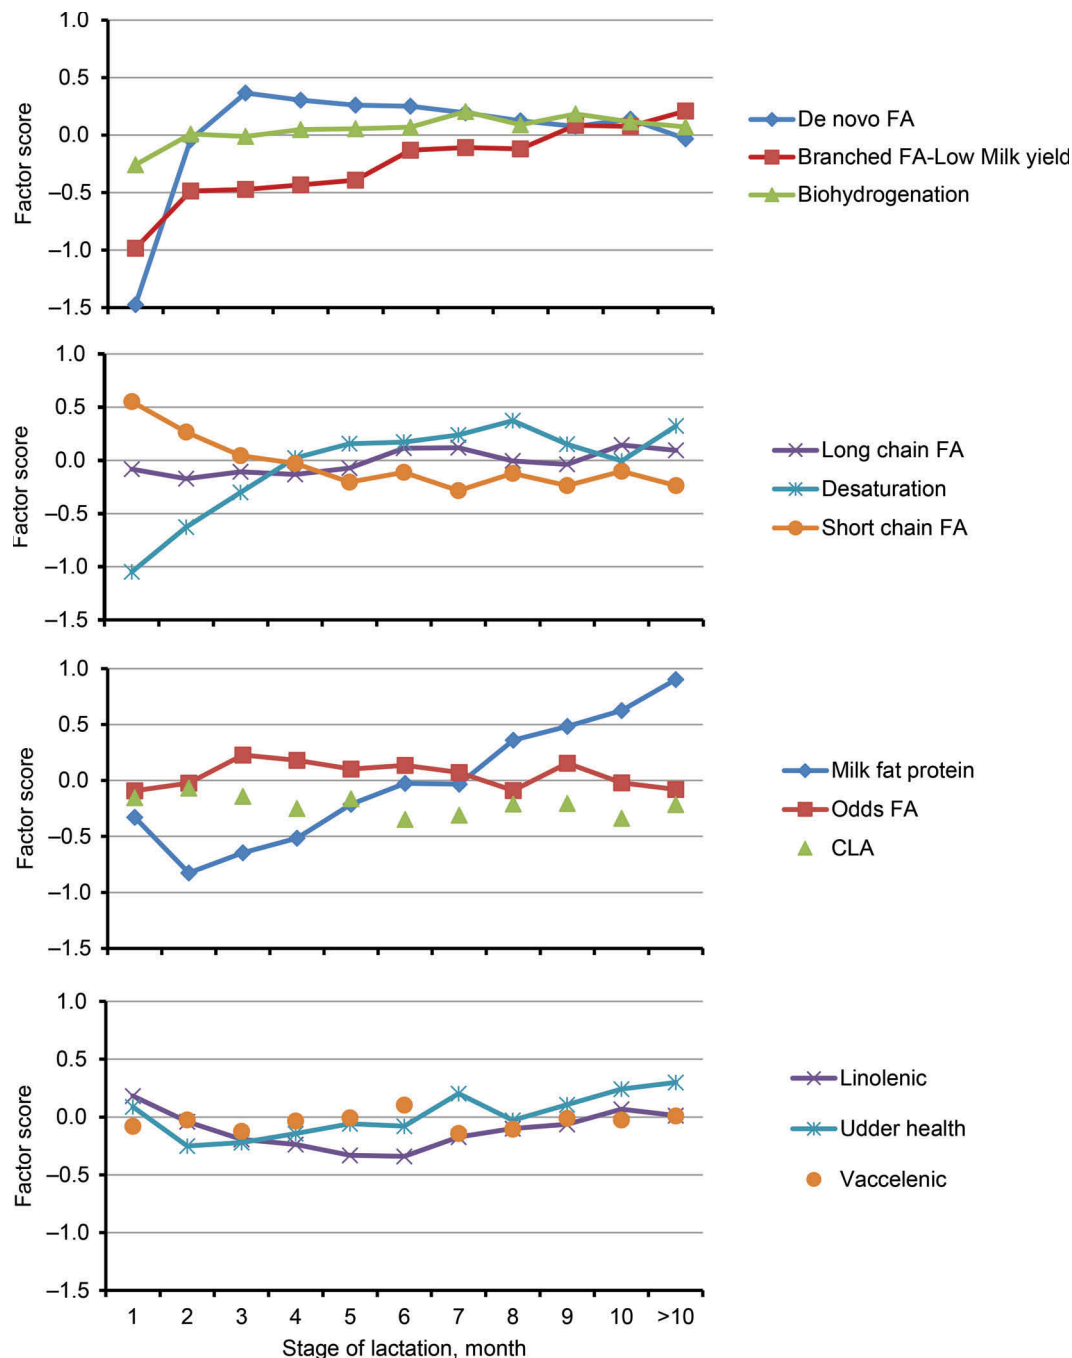 1.0
0.5
0.0
–0.5
–1.0
–1.5
Factor score
De novo FA
Branched FA-Low Milk yield
Biohydrogenation
1.0
0.5
0.0
–0.5
–1.0
–1.5
Factor score
Long chain FA
Desaturation
Short chain FA
1.0
0.5
0.0
–0.5
–1.0
–1.5
Factor score
Milk fat protein
Odds FA
CLA
1.0
0.5
0.0
–0.5
–1.0
–1.5
Factor score
Linolenic
Udder health
Vaccelenic
1 2 3 4 5 6 7 8 9 10 >10
Stage of lactation, month